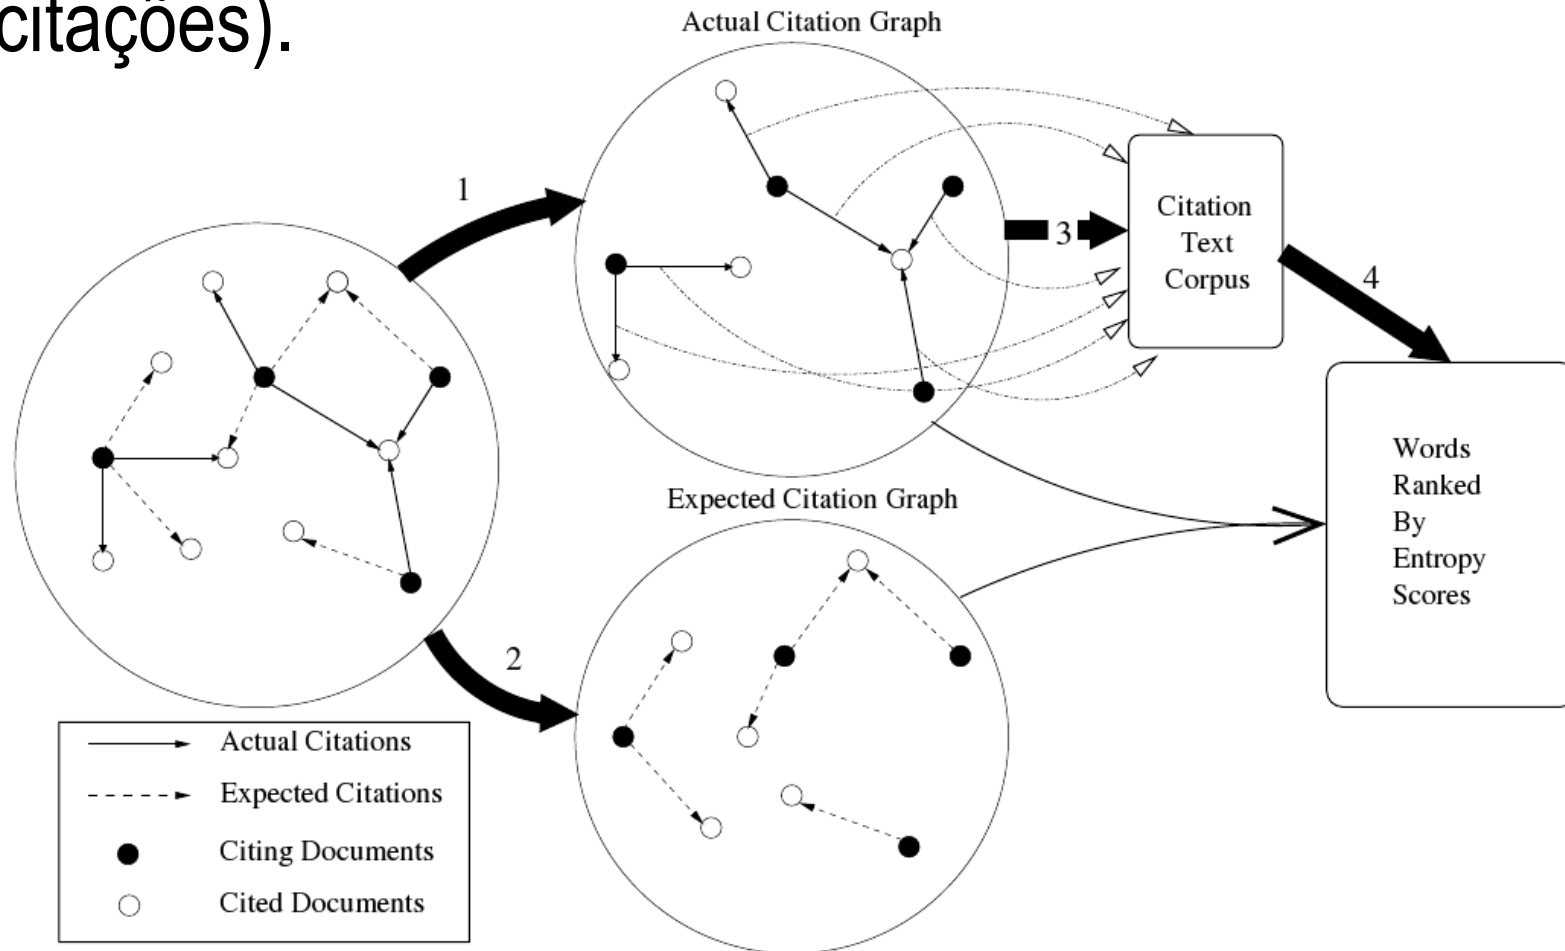 citações).
Actual Citation Graph
1
Citation
Text
Corpus
3
4
Expected Citation Graph
Words
Ranked
By
Entropy
Scores
2
Actual Citations
Expected Citations
Citing Documents
Cited Documents